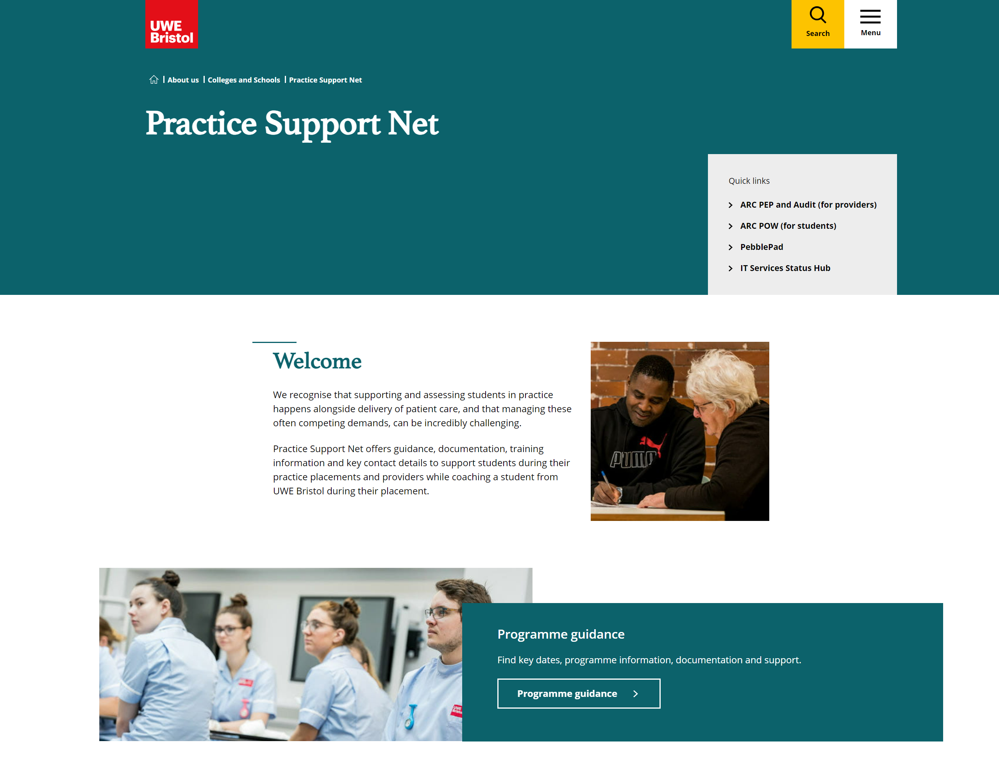 UWE
Bristol
Search
Menu
About us
Colleges and Schools
Practice Support Net
Practice Support Net
Quick links
ARC PEP and Audit (for providers)
ARC POW (for students)
PebblePad
IT Services Status Hub
Welcome
We recognise that supporting and assessing students in practice
happens alongside delivery of patient care, and that managing these
often competing demands, can be incredibly challenging.
Practice Support Net offers guidance, documentation, training
information and key contact details to support students during their
practice placements and providers while coaching a student from
UWE Bristol during their placement.
PUMA
UWE
Bristol
Programme guidance
Find key dates, programme information, documentation and support.
Programme guidance